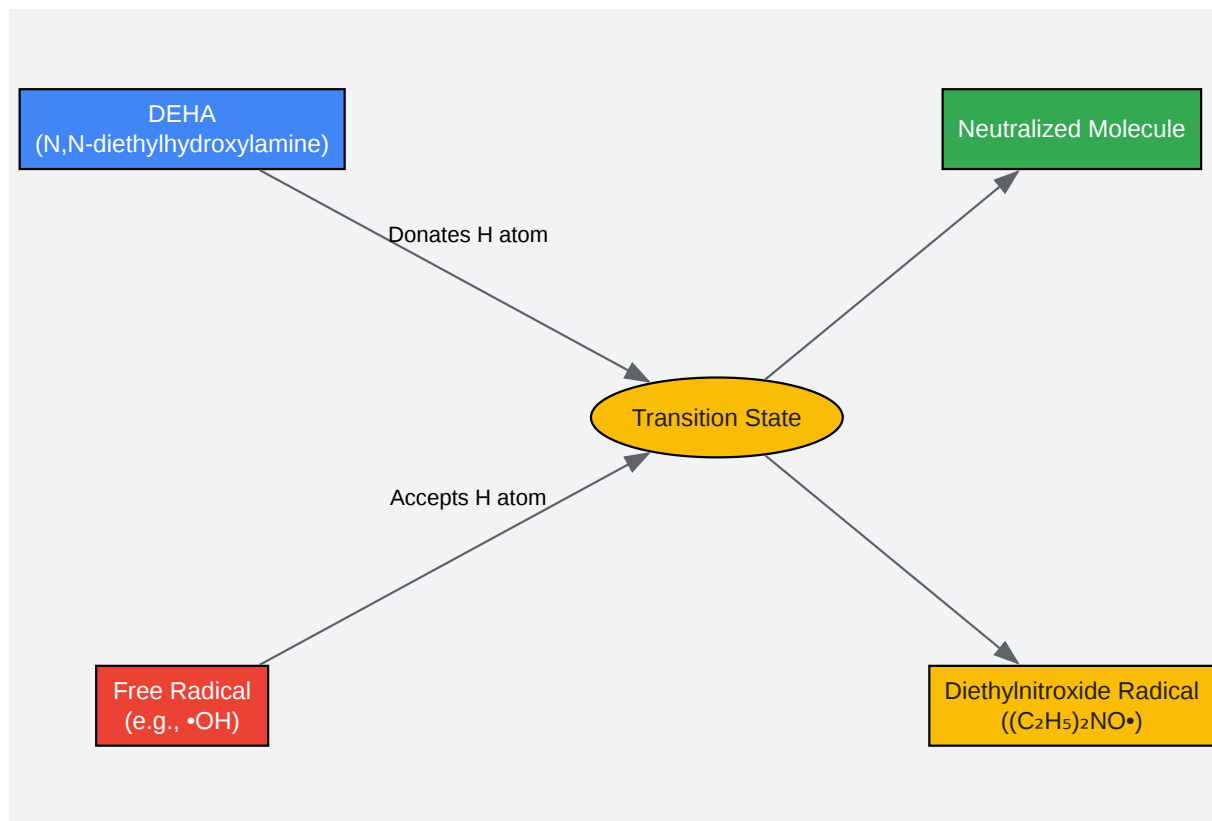 DEHA
(N,N-diethylhydroxylamine)
Neutralized Molecule
Donates H atom
Transition State
Accepts H atom
Free Radical
(e.g., •OH)
Diethylnitroxide Radical
((C₂H₅)₂NO•)